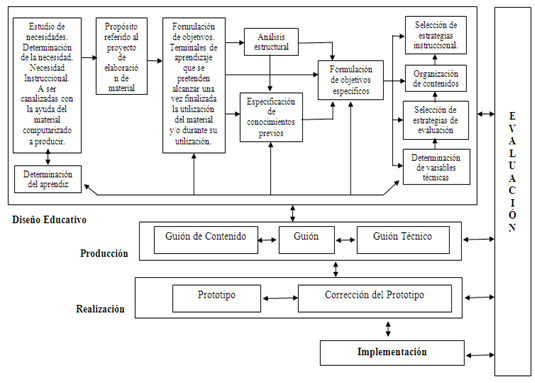 Estudio de
necesidades.
Determinación
de la necesidad.
Necesidad
Instruccional.
A ser
canalizadas con
la ayuda del
material
computarizado
a producir.
Determinación
del aprendiz
Propósito
referido al
proyecto
de
elaboració
n de
material
Formulación
de objetivos.
Terminales de
aprendizaje
que se
pretenden
alcanzar una
vez finalizada
la utilización
del material
y/o durante su
utilización.
Análisis
estructural
Especificación
de
conocimientos
previos
Formulación
de objetivos
específicos
Selección de
estrategias
instruccional.
Organización
de contenidos
Selección de
estrategias de
evaluación
Determinación
de variables
técnicas
Diseño Educativo
Guión de Contenido
Guión
Guión Técnico
Producción
Prototipo
Corrección del Prototipo
Realización
Implementación
EVALUACIÓN